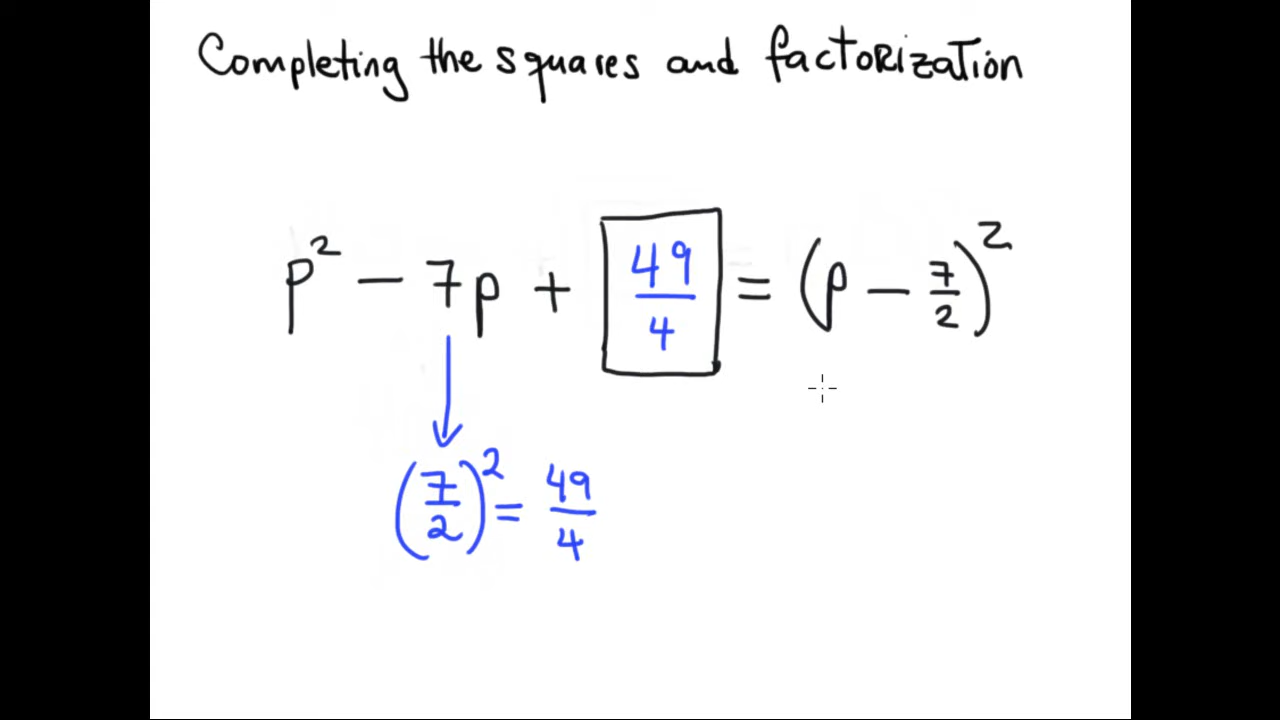 Completing the squares and factorization
p² − 7p + 49/4 = (p − 7/2)²
(7/2)² = 49/4